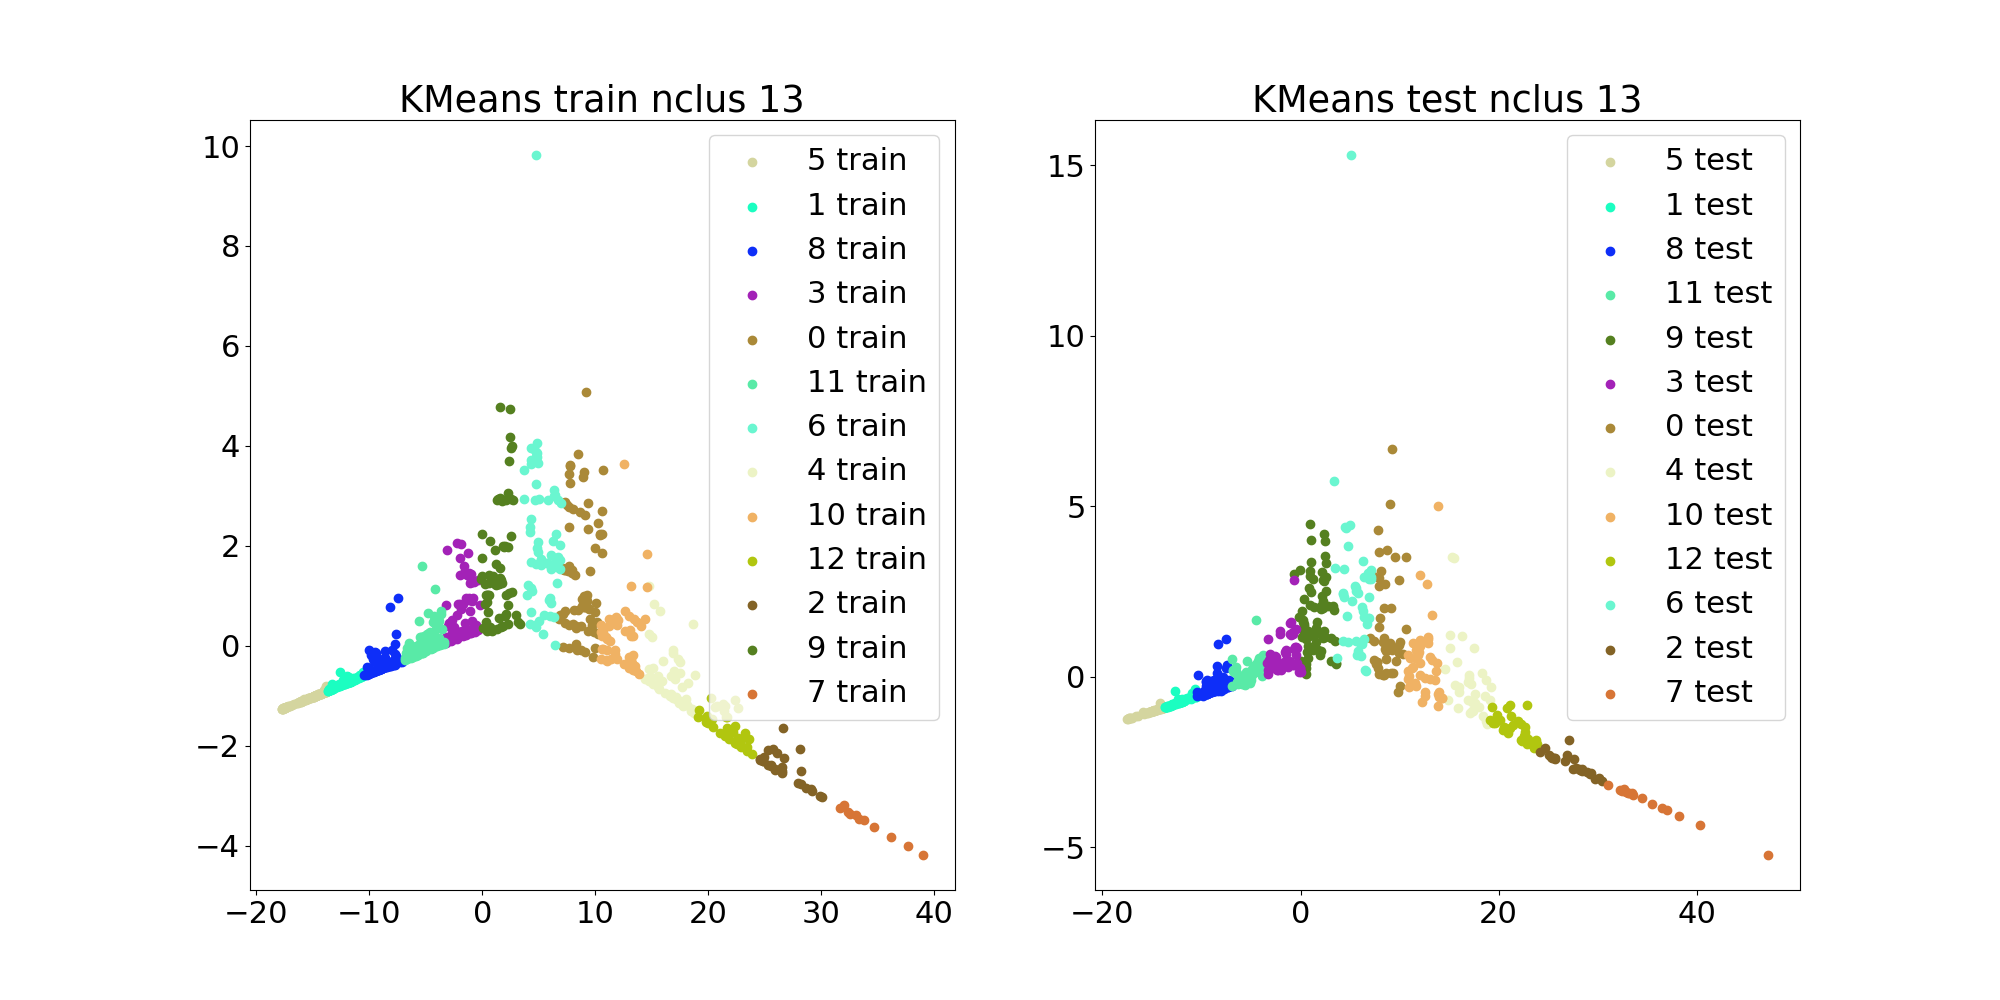 KMeans train nclus 13
10
8
6
4
2
0
−2
−4
−20
−10
0
10
20
30
40
5 train
1 train
8 train
3 train
0 train
11 train
6 train
4 train
10 train
12 train
2 train
9 train
7 train
KMeans test nclus 13
15
10
5
0
−5
−20
0
20
40
5 test
1 test
8 test
11 test
9 test
3 test
0 test
4 test
10 test
12 test
6 test
2 test
7 test